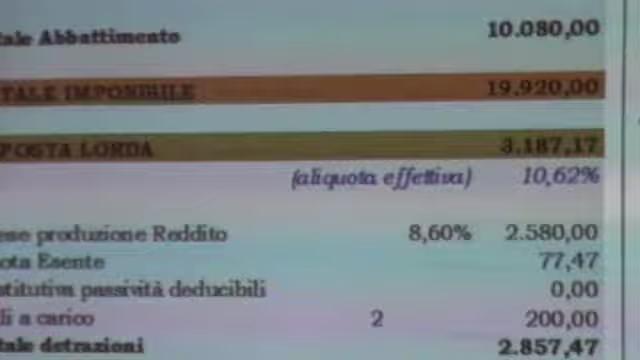 tale Abbattimento 10.080,00
TALE IMPONIBILE 19.920,00
POSTA LORDA 3.187,17
(aliquota effettiva) 10,62%
ese produzione Reddito 8,60% 2.580,00
ota Esente 77,47
stitutiva passività deducibili 0,00
li a carico 2 200,00
tale detrazioni 2.857,47